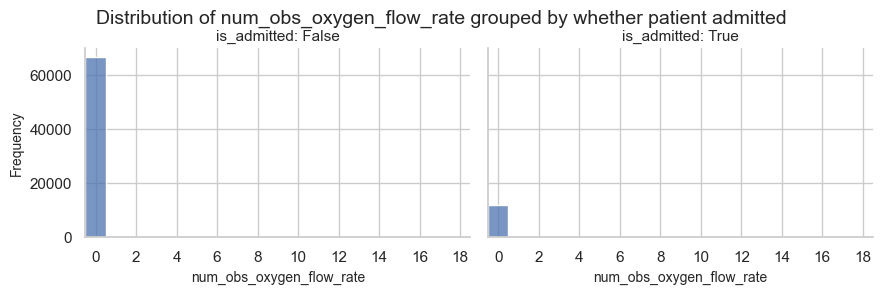 Distribution of num_obs_oxygen_flow_rate grouped by whether patient admitted
is_admitted: False
is_admitted: True
Frequency
60000
40000
20000
0
0 2 4 6 8 10 12 14 16 18
0 2 4 6 8 10 12 14 16 18
num_obs_oxygen_flow_rate
num_obs_oxygen_flow_rate